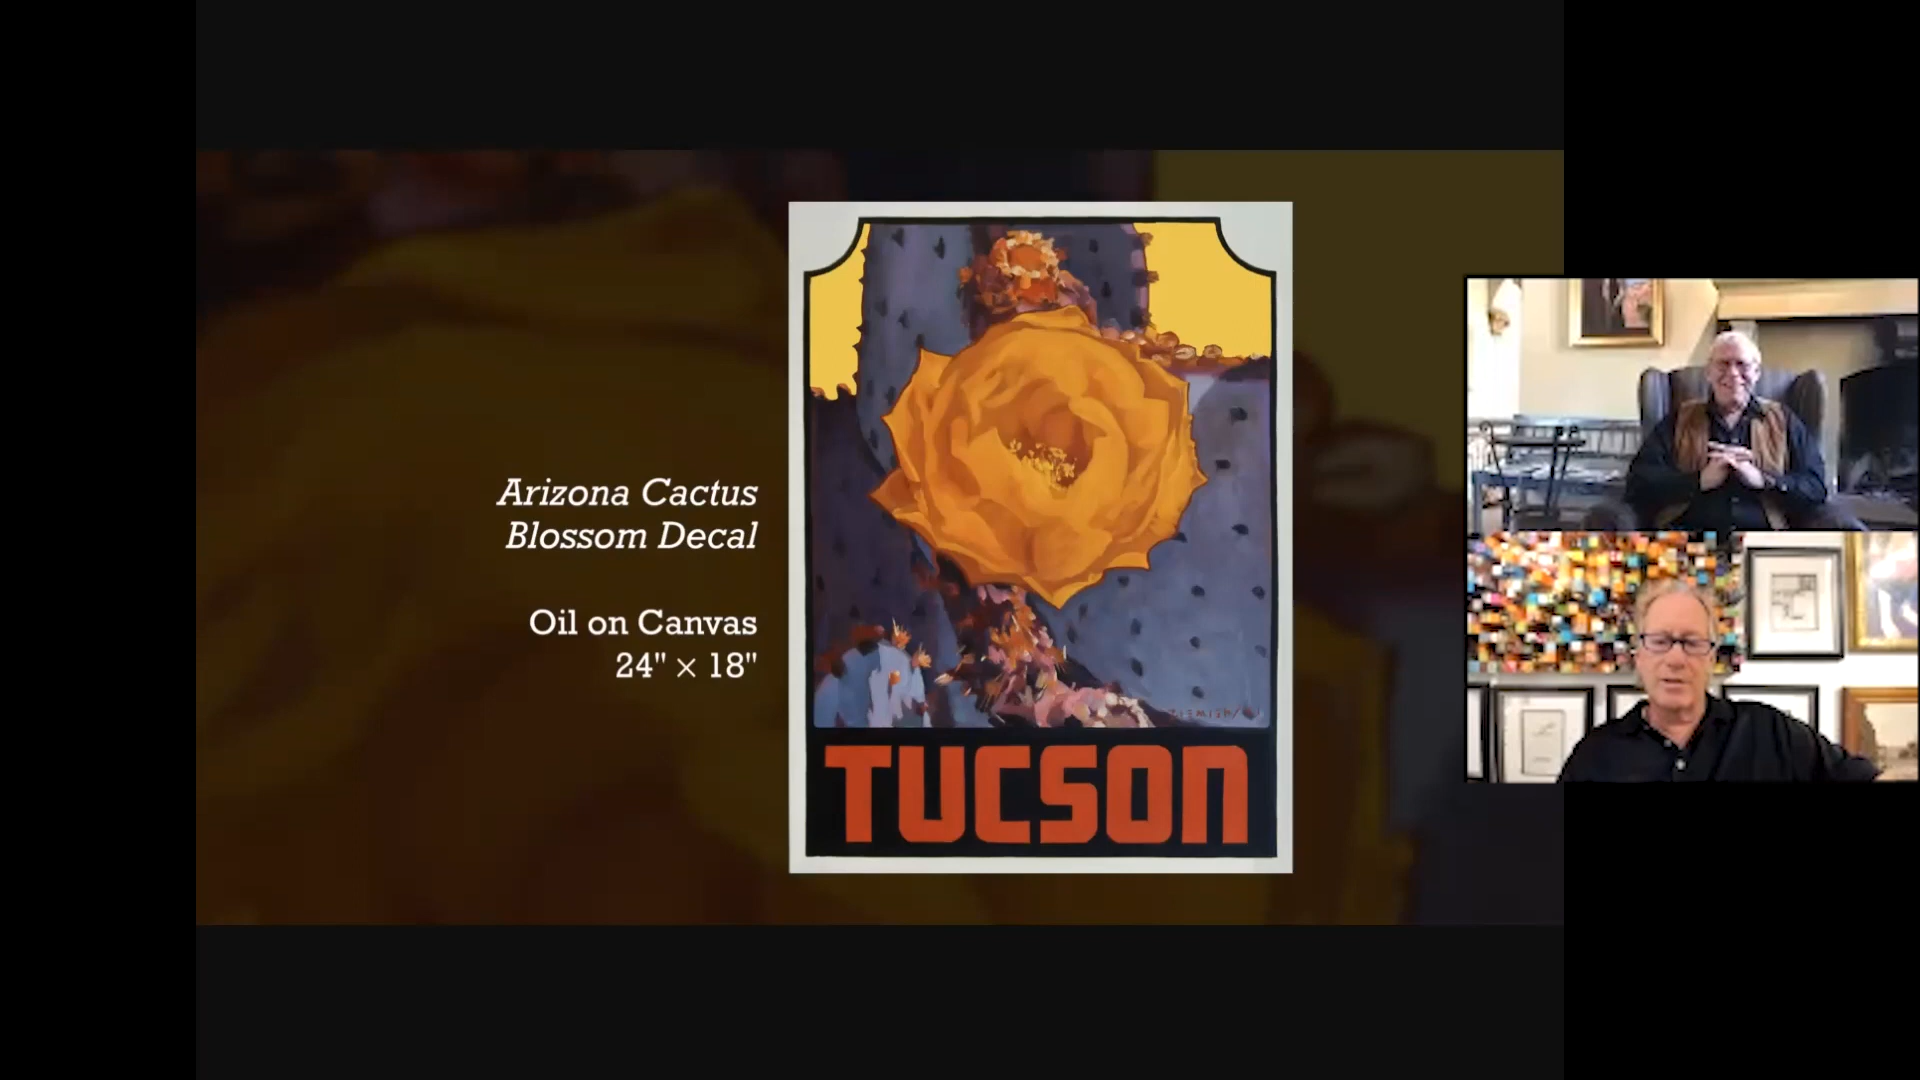 Arizona Cactus
Blossom Decal
Oil on Canvas
24" × 18"
TUCSON